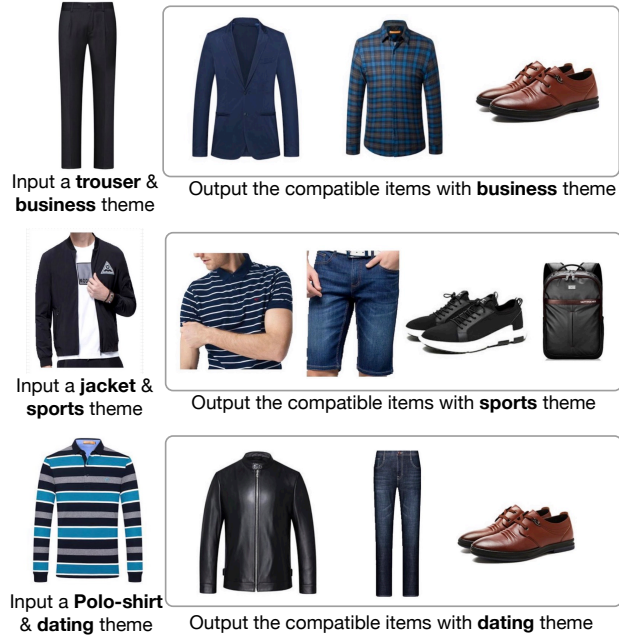 Input a trouser &
business theme
Output the compatible items with business theme
Input a jacket &
sports theme
Output the compatible items with sports theme
Input a Polo-shirt
& dating theme
Output the compatible items with dating theme